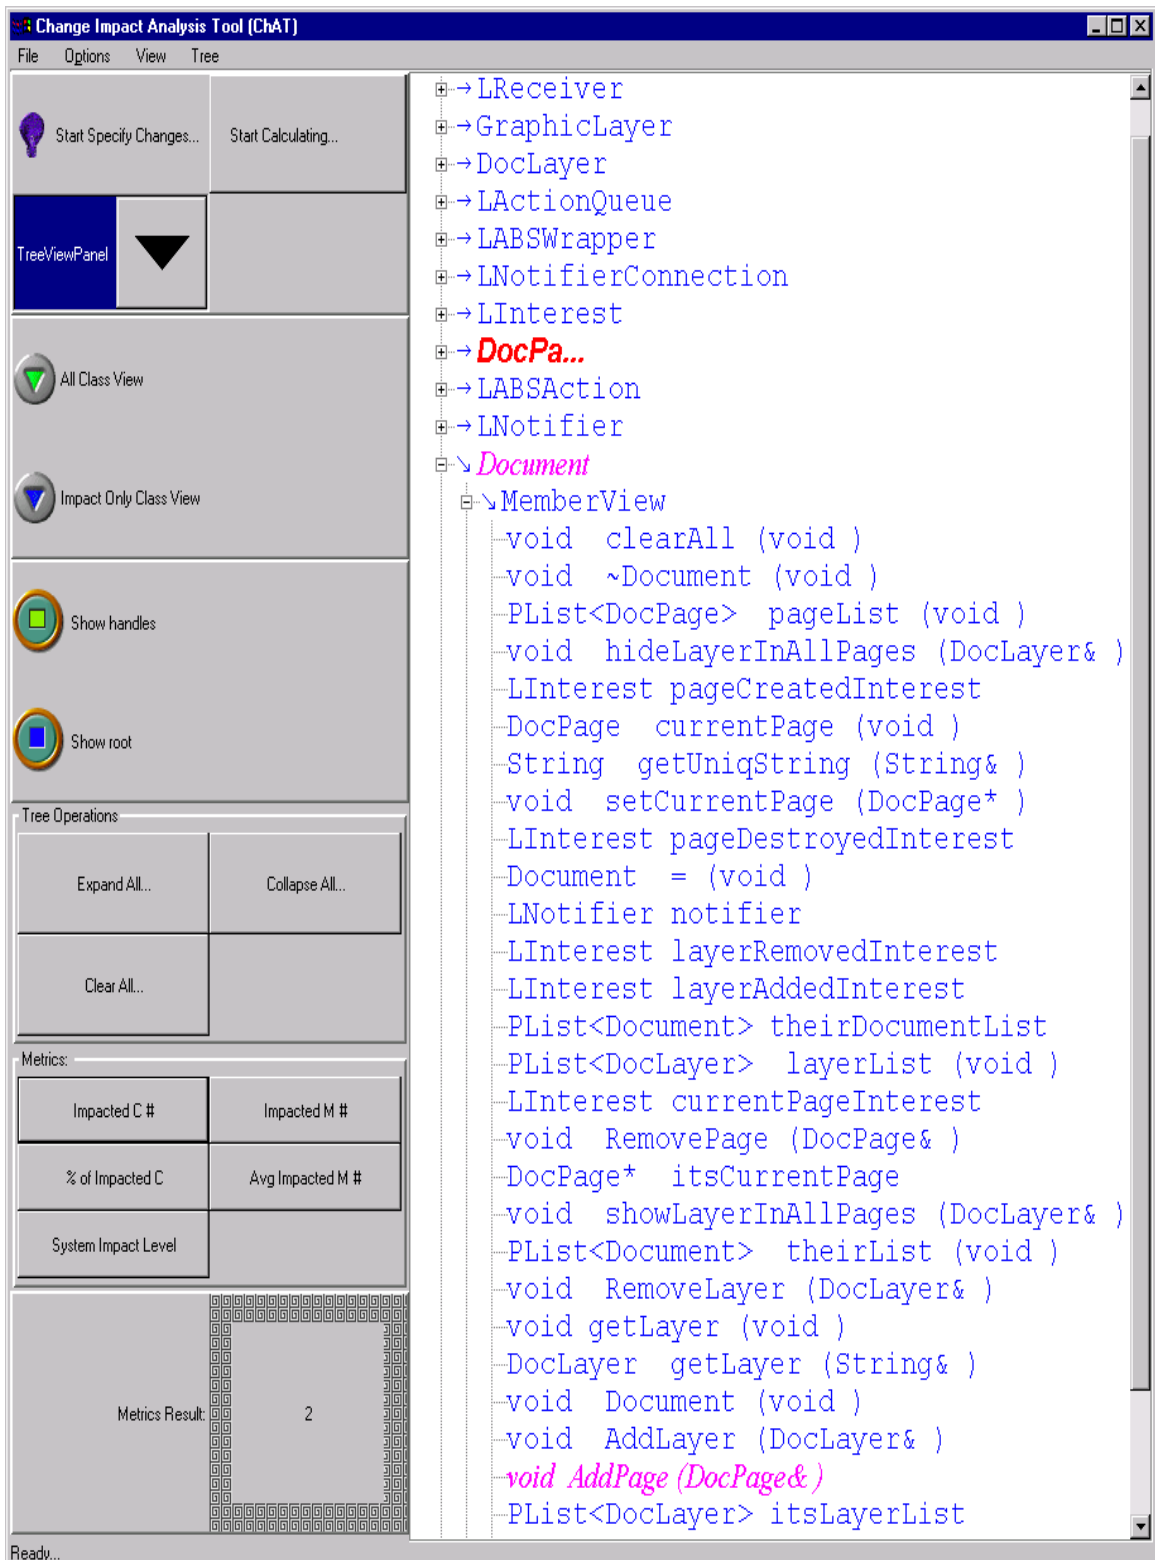 Change Impact Analysis Tool (ChAT)
File Options View Tree
Start Specify Changes... Start Calculating...
TreeViewPanel
All Class View
Impact Only Class View
Show handles
Show root
Tree Operations
Expand All... Collapse All...
Clear All...
Metrics:
Impacted C # Impacted M #
% of Impacted C Avg Impacted M #
System Impact Level
Metrics Result: 2
Ready...
LReceiver
GraphicLayer
DocLayer
LActionQueue
LABSWrapper
LNotifierConnection
LInterest
DocPa...
LABSAction
LNotifier
Document
MemberView
void clearAll (void )
void ~Document (void )
PList<DocPage> pageList (void )
void hideLayerInAllPages (DocLayer& )
LInterest pageCreatedInterest
DocPage currentPage (void )
String getUniqString (String& )
void setCurrentPage (DocPage* )
LInterest pageDestroyedInterest
Document = (void )
LNotifier notifier
LInterest layerRemovedInterest
LInterest layerAddedInterest
PList<Document> theirDocumentList
PList<DocLayer> layerList (void )
LInterest currentPageInterest
void RemovePage (DocPage& )
DocPage* itsCurrentPage
void showLayerInAllPages (DocLayer& )
PList<Document> theirList (void )
void RemoveLayer (DocLayer& )
void getLayer (void )
DocLayer getLayer (String& )
void Document (void )
void AddLayer (DocLayer& )
void AddPage (DocPage& )
PList<DocLayer> itsLayerList